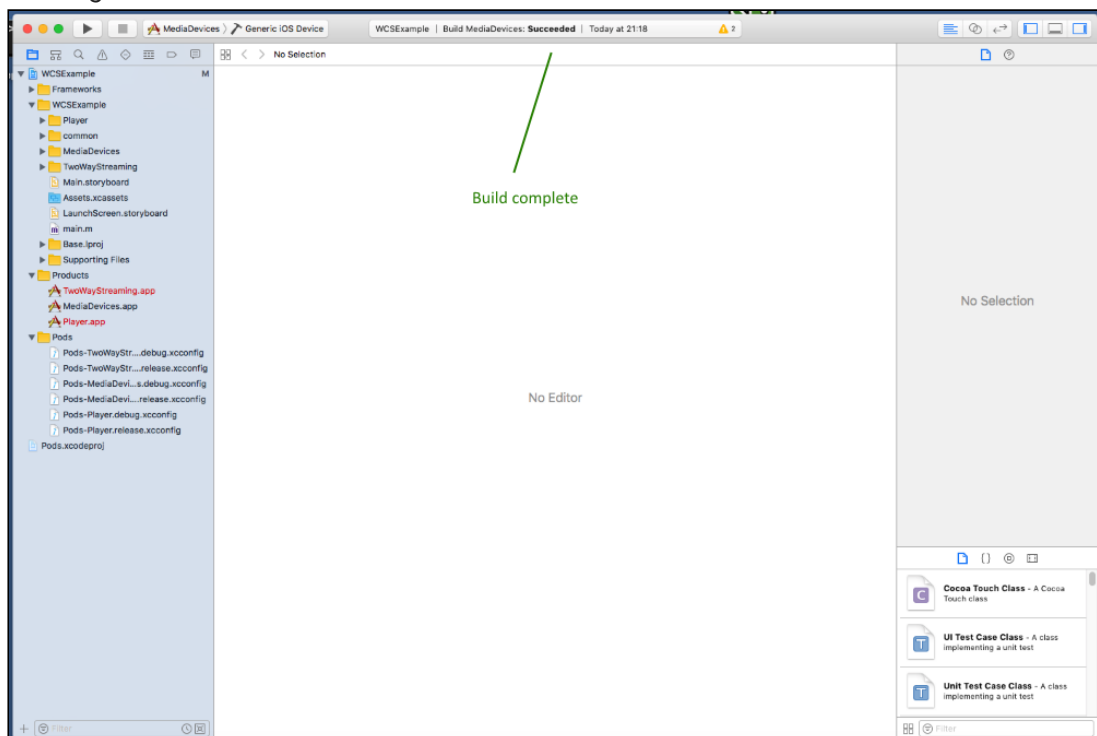 MediaDevices 〉 Generic iOS Device
WCSExample | Build MediaDevices: Succeeded | Today at 21:18
2
No Selection
WCSExample
M
Frameworks
WCSExample
Player
common
MediaDevices
TwoWayStreaming
Main.storyboard
Assets.xcassets
LaunchScreen.storyboard
main.m
Base.lproj
Supporting Files
Products
TwoWayStreaming.app
MediaDevices.app
Player.app
Pods
Pods-TwoWayStr....debug.xcconfig
Pods-TwoWayStr....release.xcconfig
Pods-MediaDevi...s.debug.xcconfig
Pods-MediaDevi....release.xcconfig
Pods-Player.debug.xcconfig
Pods-Player.release.xcconfig
Pods.xcodeproj
Filter
Build complete
No Editor
No Selection
Cocoa Touch Class - A Cocoa
Touch class
UI Test Case Class - A class
implementing a unit test
Unit Test Case Class - A class
implementing a unit test
Filter